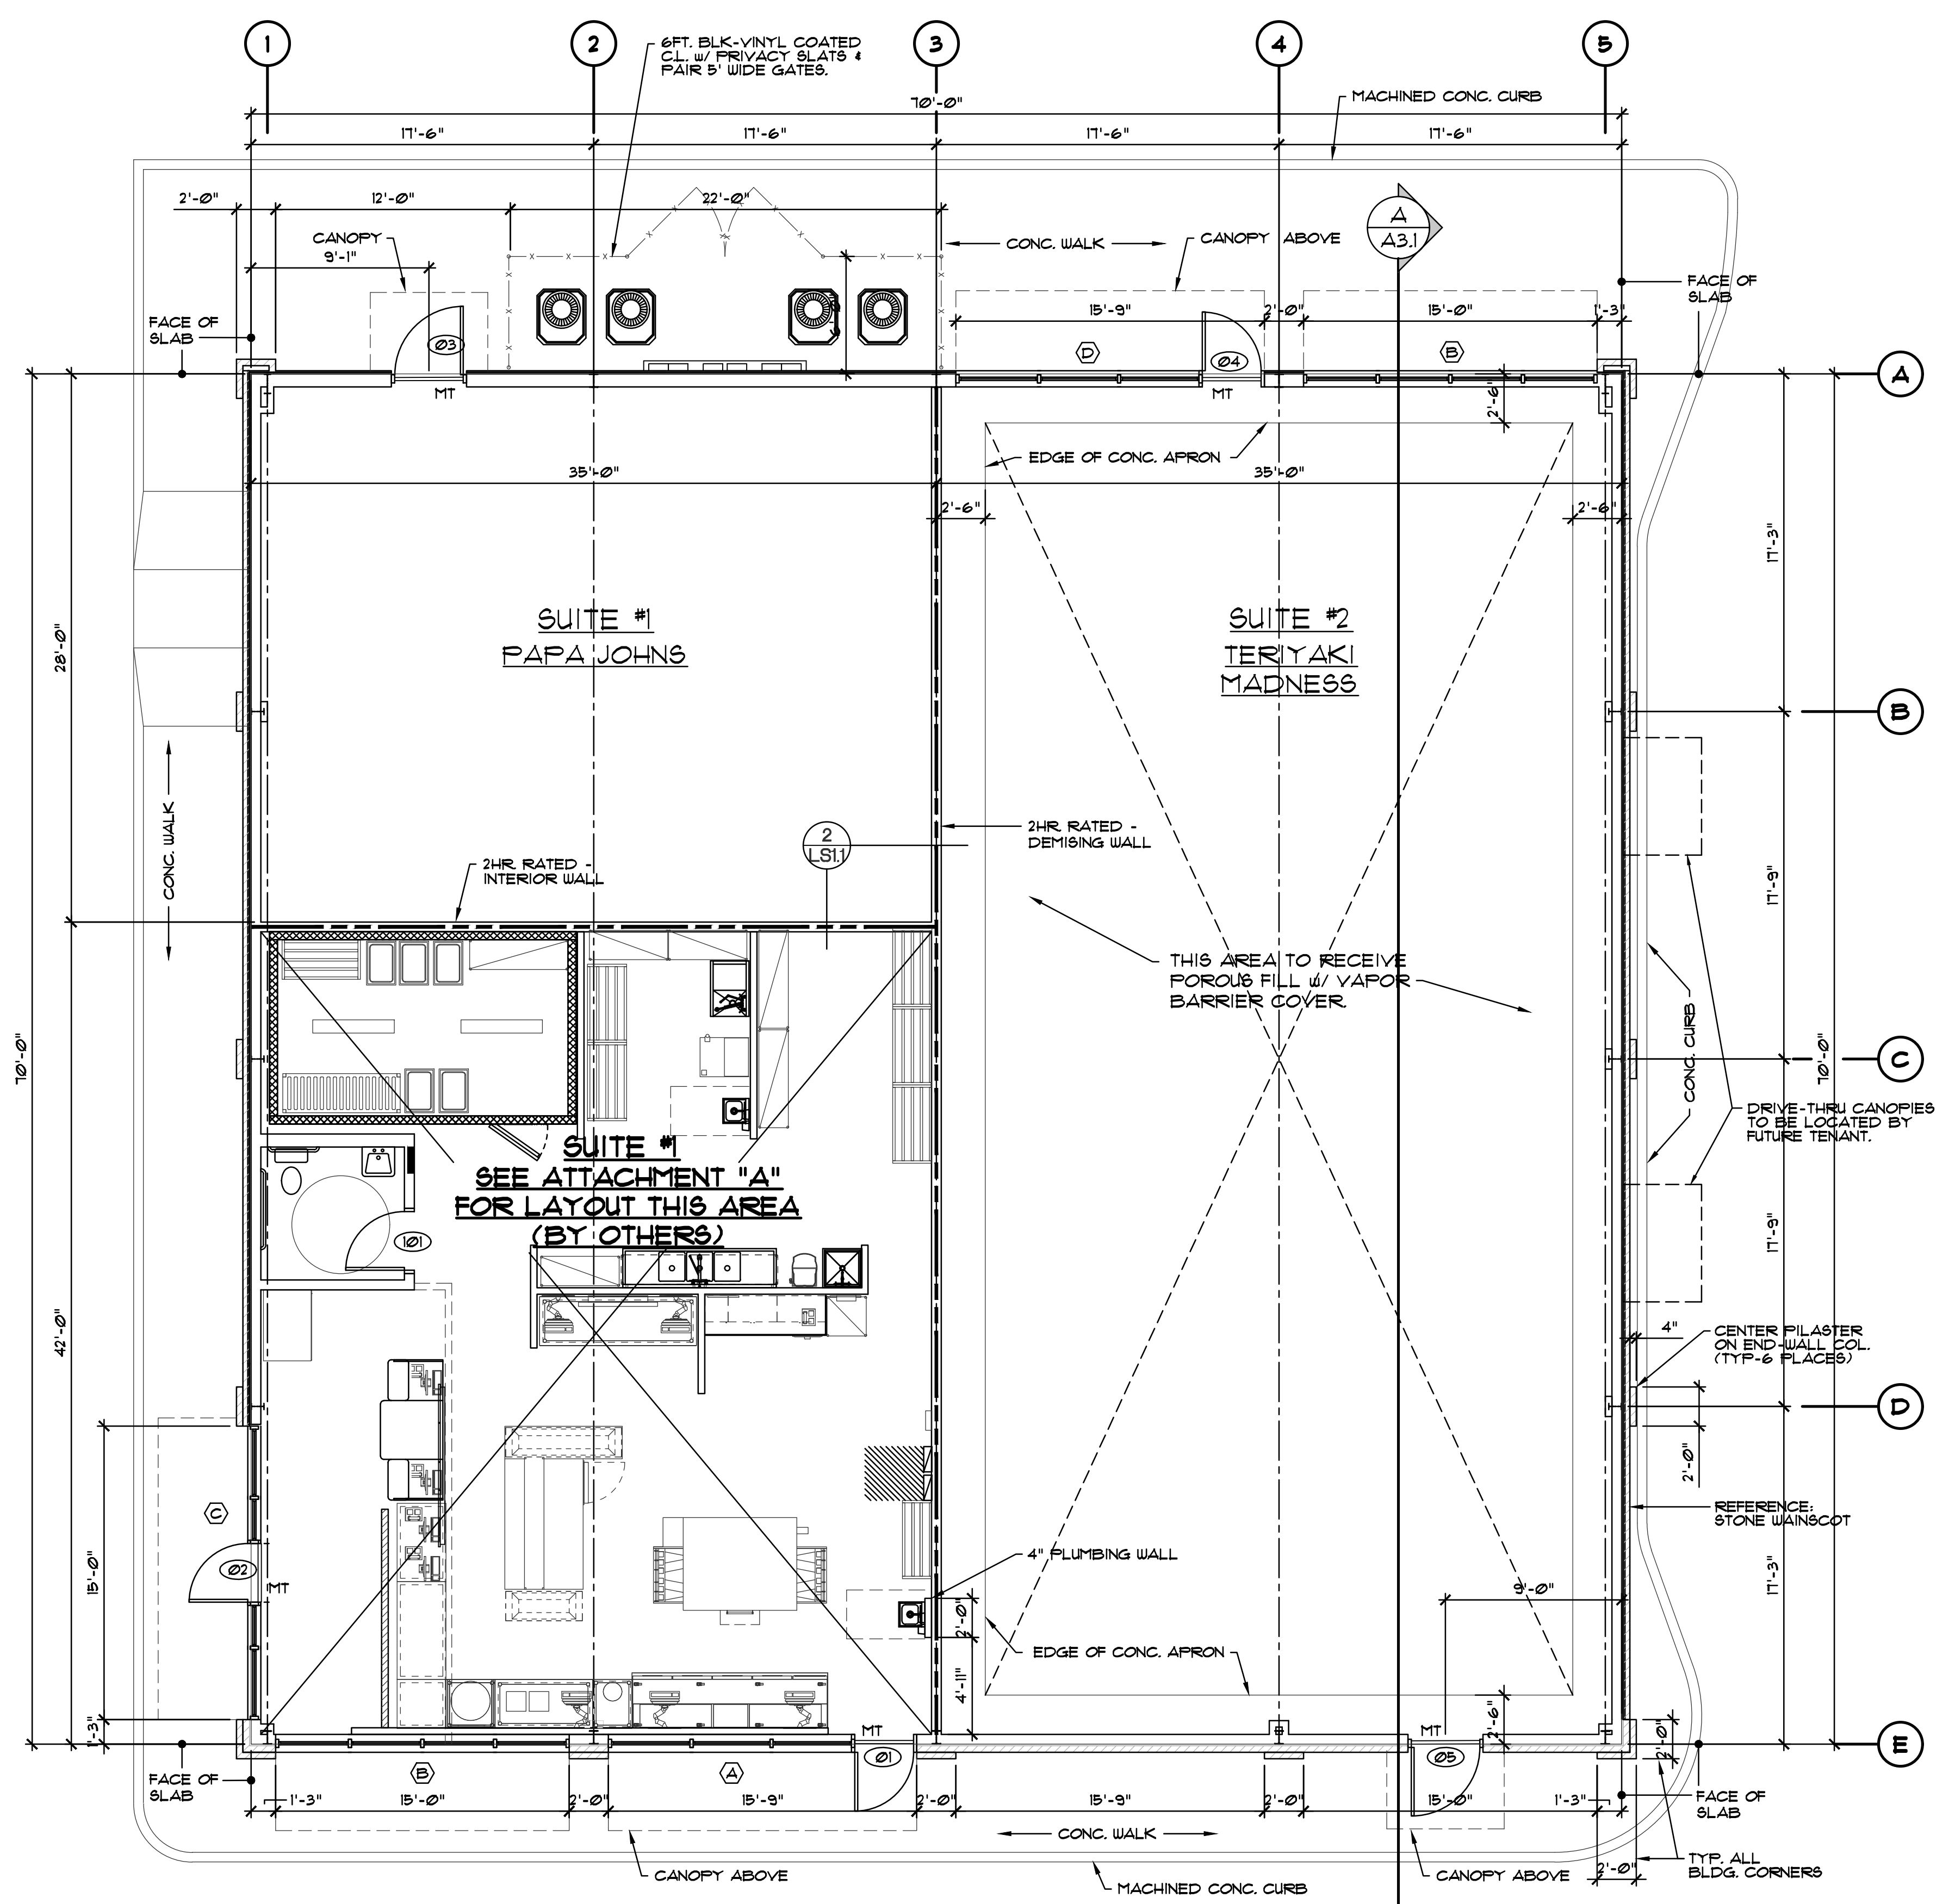 1
2
3
4
5
6FT. BLK-VINYL COATED
C.L. w/ PRIVACY SLATS &
PAIR 5' WIDE GATES.
MACHINED CONC. CURB
70'-0"
17'-6"
17'-6"
17'-6"
17'-6"
2'-0"
12'-0"
22'-0"
CANOPY
9'-1"
CONC. WALK
CANOPY ABOVE
A
A3.1
FACE OF
SLAB
FACE OF
SLAB
15'-9"
2'-0"
15'-0"
1'-3"
03
D
04
B
A
MT
MT
2'-6"
EDGE OF CONC. APRON
35'-0"
35'-0"
2'-6"
2'-6"
17'-3"
SUITE #1
PAPA JOHNS
SUITE #2
TERIYAKI
MADNESS
28'-0"
B
CONC. WALK
2
LS1.1
2HR. RATED -
DEMISING WALL
2HR. RATED -
INTERIOR WALL
17'-9"
THIS AREA TO RECEIVE
POROUS FILL w/ VAPOR
BARRIER COVER.
70'-0"
CONC. CURB
70'-0"
C
DRIVE-THRU CANOPIES
TO BE LOCATED BY
FUTURE TENANT.
SUITE #1
SEE ATTACHMENT "A"
FOR LAYOUT THIS AREA
(BY OTHERS)
101
17'-9"
42'-0"
4"
CENTER PILASTER
ON END-WALL COL.
(TYP-6 PLACES)
D
2'-0"
C
REFERENCE:
STONE WAINSCOT
4" PLUMBING WALL
02
MT
15'-0"
9'-0"
17'-3"
2'-0"
EDGE OF CONC. APRON
4'-11"
2'-6"
1'-3"
MT
MT
2'-0"
E
01
05
FACE OF
SLAB
B
A
1'-3"
15'-0"
2'-0"
15'-9"
2'-0"
15'-9"
2'-0"
15'-0"
1'-3"
FACE OF
SLAB
CONC. WALK
CANOPY ABOVE
CANOPY ABOVE
2'-0"
TYP. ALL
BLDG. CORNERS
MACHINED CONC. CURB